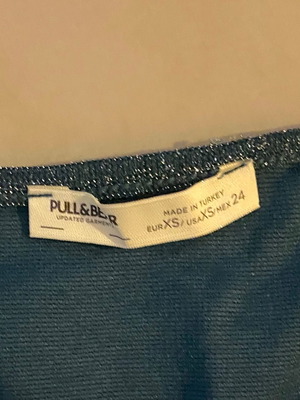 PULL&BEAR
UPDATED GARMENTS
MADE IN TURKEY
EUR XS/ USA XS/ MEX 24